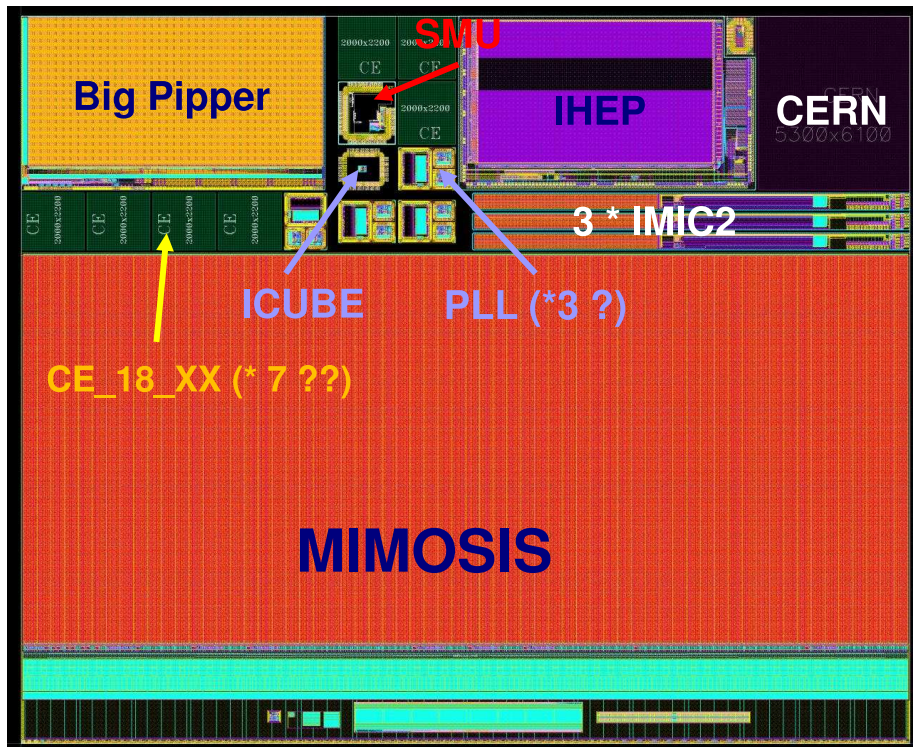 SMU
2000x2200
CE
2000x2200
CE
2000x2200
CE
Big Pipper
IHEP
CERN
CERN
5300x6100
CE
2000x2200
CE
2000x2200
CE
2000x2200
CE
2000x2200
3 * IMIC2
ICUBE
PLL (*3 ?)
CE_18_XX (* 7 ??)
MIMOSIS